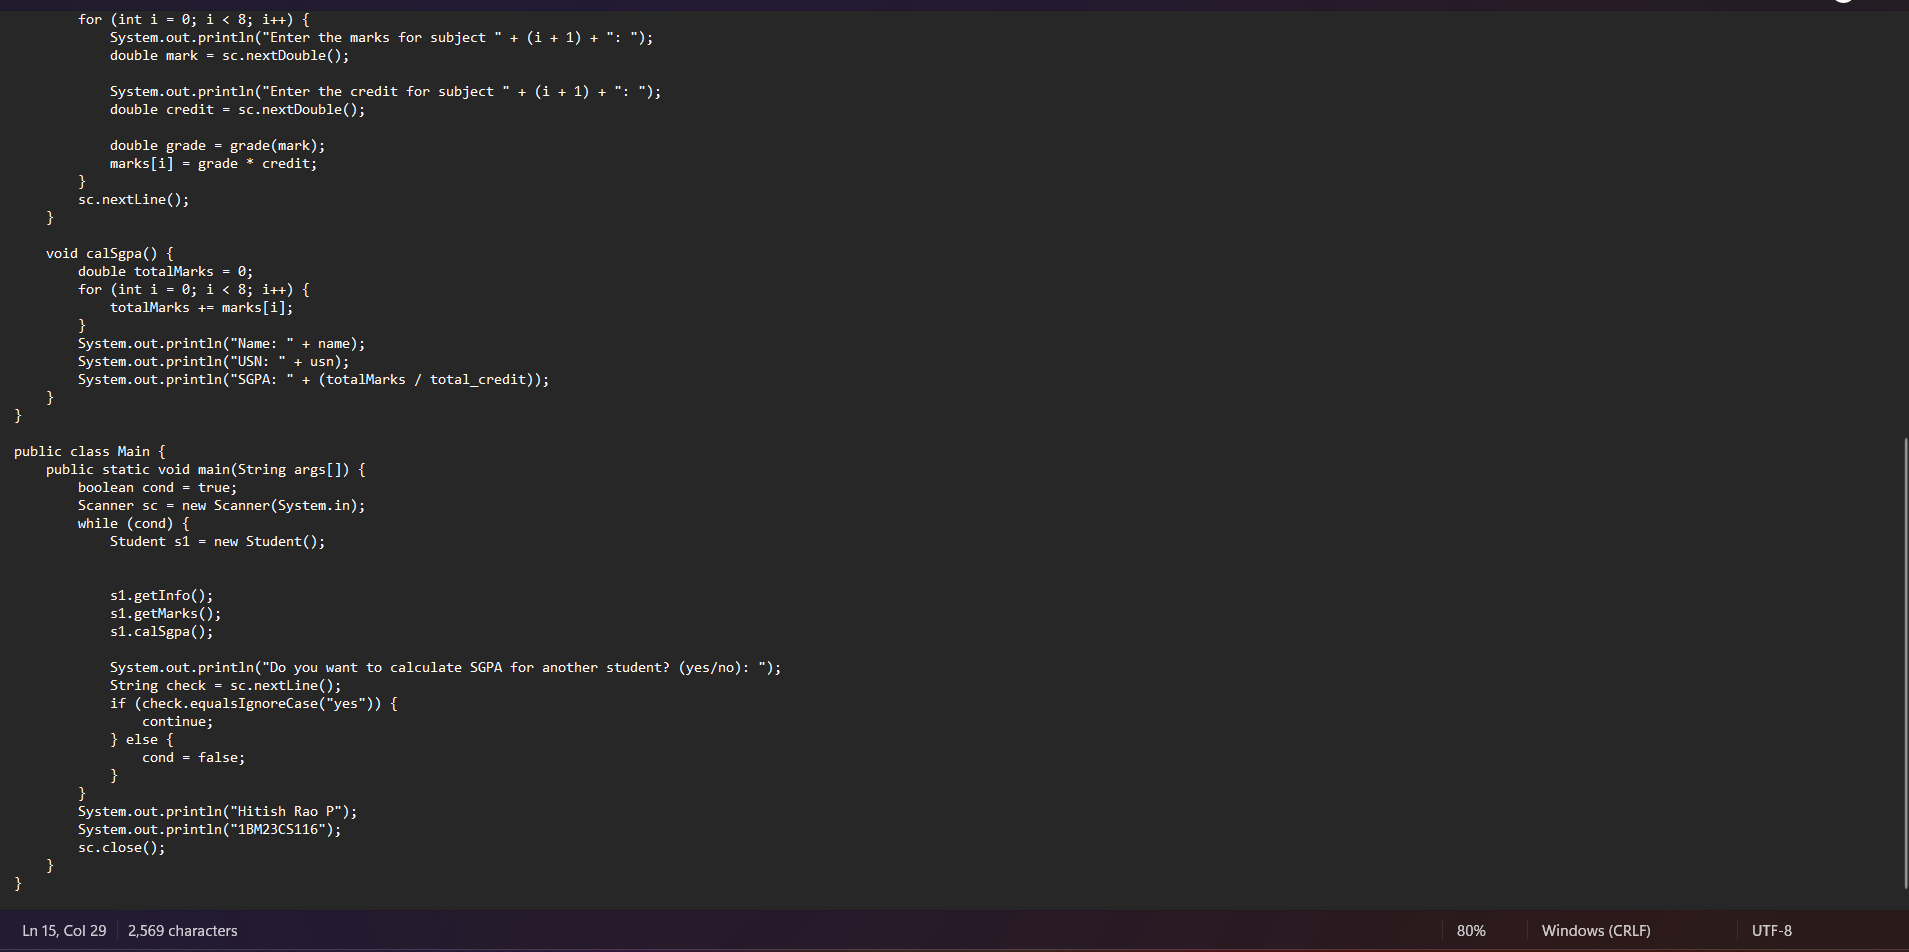 for (int i = 0; i < 8; i++) {
System.out.println("Enter the marks for subject " + (i + 1) + ": ");
double mark = sc.nextDouble();
System.out.println("Enter the credit for subject " + (i + 1) + ": ");
double credit = sc.nextDouble();
double grade = grade(mark);
marks[i] = grade * credit;
}
sc.nextLine();
}
void calSgpa() {
double totalMarks = 0;
for (int i = 0; i < 8; i++) {
totalMarks += marks[i];
}
System.out.println("Name: " + name);
System.out.println("USN: " + usn);
System.out.println("SGPA: " + (totalMarks / total_credit));
}
}
public class Main {
public static void main(String args[]) {
boolean cond = true;
Scanner sc = new Scanner(System.in);
while (cond) {
Student s1 = new Student();
s1.getInfo();
s1.getMarks();
s1.calSgpa();
System.out.println("Do you want to calculate SGPA for another student? (yes/no): ");
String check = sc.nextLine();
if (check.equalsIgnoreCase("yes")) {
continue;
} else {
cond = false;
}
}
System.out.println("Hitish Rao P");
System.out.println("1BM23CS116");
sc.close();
}
}
Ln 15, Col 29 2,569 characters 80% Windows (CRLF) UTF-8